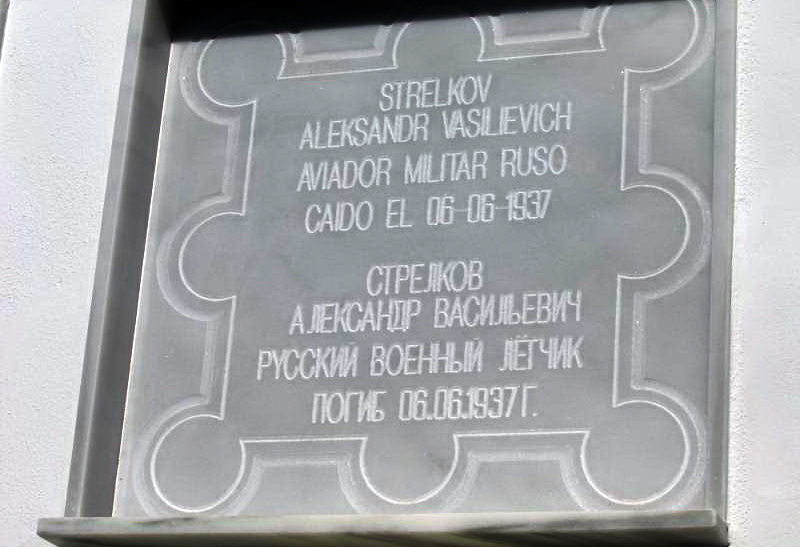 STRELKOV
ALEKSANDR VASILIEVICH
AVIADOR MILITAR RUSO
CAIDO EL 06-06-1937
СТРЕЛКОВ
АЛЕКСАНДР ВАСИЛЬЕВИЧ
РУССКИЙ ВОЕННЫЙ ЛЁТЧИК
ПОГИБ 06.06.1937 Г.